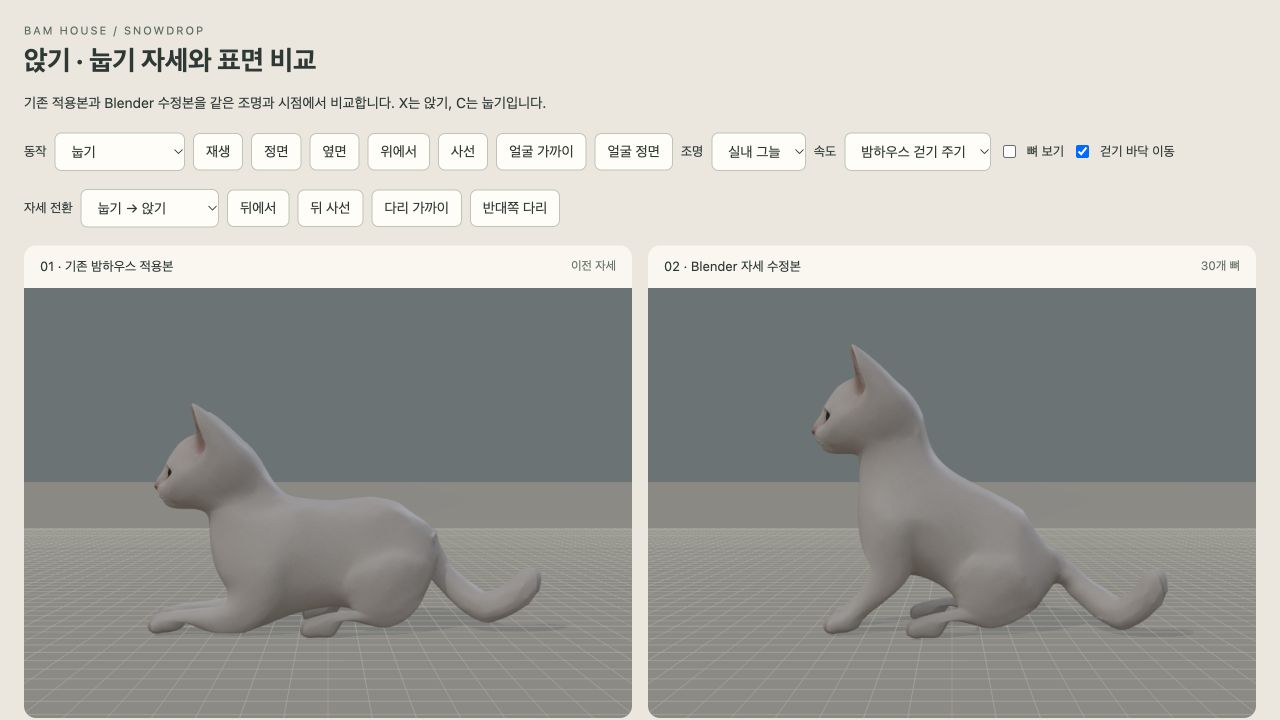 BAM HOUSE / SNOWDROP
앉기 · 눕기 자세와 표면 비교
기존 적용본과 Blender 수정본을 같은 조명과 시점에서 비교합니다. X는 앉기, C는 눕기입니다.
동작 눕기 재생 정면 옆면 위에서 사선 얼굴 가까이 얼굴 정면 조명 실내 그늘 속도 밤하우스 걷기 주기 뼈 보기 걷기 바닥 이동
자세 전환 눕기 → 앉기 뒤에서 뒤 사선 다리 가까이 반대쪽 다리
01 · 기존 밤하우스 적용본 이전 자세
02 · Blender 자세 수정본 30개 뼈